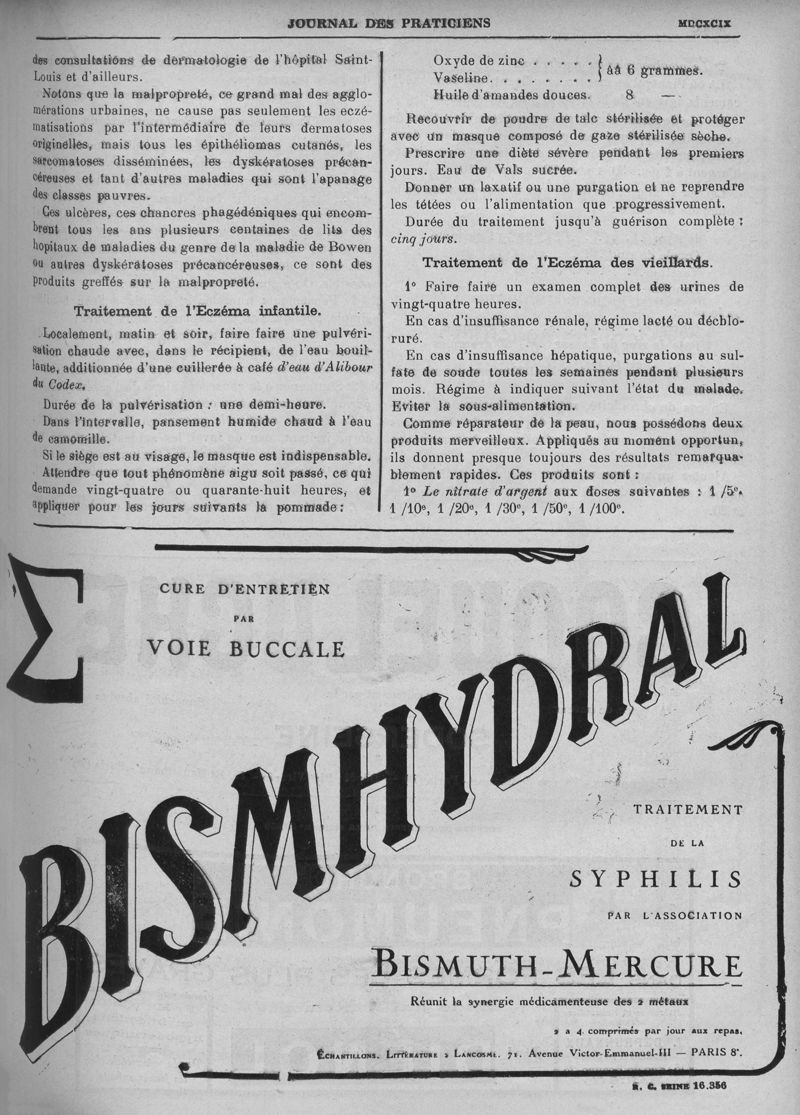 JOURNAL DES PRATICIENS
MDCXCIX
des consultations de dermatologie de l'hôpital Saint-
Louis et d'ailleurs.
Notons que la malpropreté, ce grand mal des agglo-
mérations urbaines, ne cause pas seulement les eczé-
matisations par l'intermédiaire de leurs dermatoses
originelles, mais tous les épithéliomas cutanés, les
sarcomatoses disséminées, les dyskératoses précan-
céreuses et tant d'autres maladies qui sont l'apanage
des classes pauvres.
Ces ulcères, ces chancres phagédéniques qui encom-
brent tous les ans plusieurs centaines de lits des
hopitaux de maladies du genre de la maladie de Bowen
ou autres dyskératoses précancéreuses, ce sont des
produits greffés sur la malpropreté.
Traitement de l'Eczéma infantile.
Localement, matin et soir, faire faire une pulvéri-
sation chaude avec, dans le récipient, de l'eau bouil-
lante, additionnée d'une cuillerée à café d'eau d'Alibour
du Codex.
Durée de la pulvérisation : une demi-heure.
Dans l'intervalle, pansement humide chaud à l'eau
de camomille.
Si le siège est au visage, le masque est indispensable.
Attendre que tout phénomène aigu soit passé, ce qui
demande vingt-quatre ou quarante-huit heures, et
appliquer pour les jours suivants la pommade :
Oxyde de zinc . . . . . } ââ 6 grammes.
Vaseline. . . . . . . .
Huile d'amandes douces. 8 —
Recouvrir de poudre de talc stérilisée et protéger
avec un masque composé de gaze stérilisée sèche.
Prescrire une diète sévère pendant les premiers
jours. Eau de Vals sucrée.
Donner un laxatif ou une purgation et ne reprendre
les tétées ou l'alimentation que progressivement.
Durée du traitement jusqu'à guérison complète :
cinq jours.
Traitement de l'Eczéma des vieillards.
1° Faire faire un examen complet des urines de
vingt-quatre heures.
En cas d'insuffisance rénale, régime lacté ou déchlo-
ruré.
En cas d'insuffisance hépatique, purgations au sul-
fate de soude toutes les semaines pendant plusieurs
mois. Régime à indiquer suivant l'état du malade.
Eviter la sous-alimentation.
Comme réparateur de la peau, nous possédons deux
produits merveilleux. Appliqués au moment opportun,
ils donnent presque toujours des résultats remarqua-
blement rapides. Ces produits sont :
1° Le nitrate d'argent aux doses suivantes : 1 /5e.
1 /10e, 1 /20e, 1 /30e, 1 /50e, 1 /100e.
Σ
CURE D'ENTRETIEN
PAR
VOIE BUCCALE
BISMHYDRAL
TRAITEMENT
DE LA
SYPHILIS
PAR L'ASSOCIATION
BISMUTH-MERCURE
Réunit la synergie médicamenteuse des 2 métaux
2 a 4 comprimés par jour aux repas.
ÉCHANTILLONS, LITTÉRATURE : LANCOSME, 71, Avenue Victor-Emmanuel-III — PARIS 8e.
R. C. SEINE 16.356